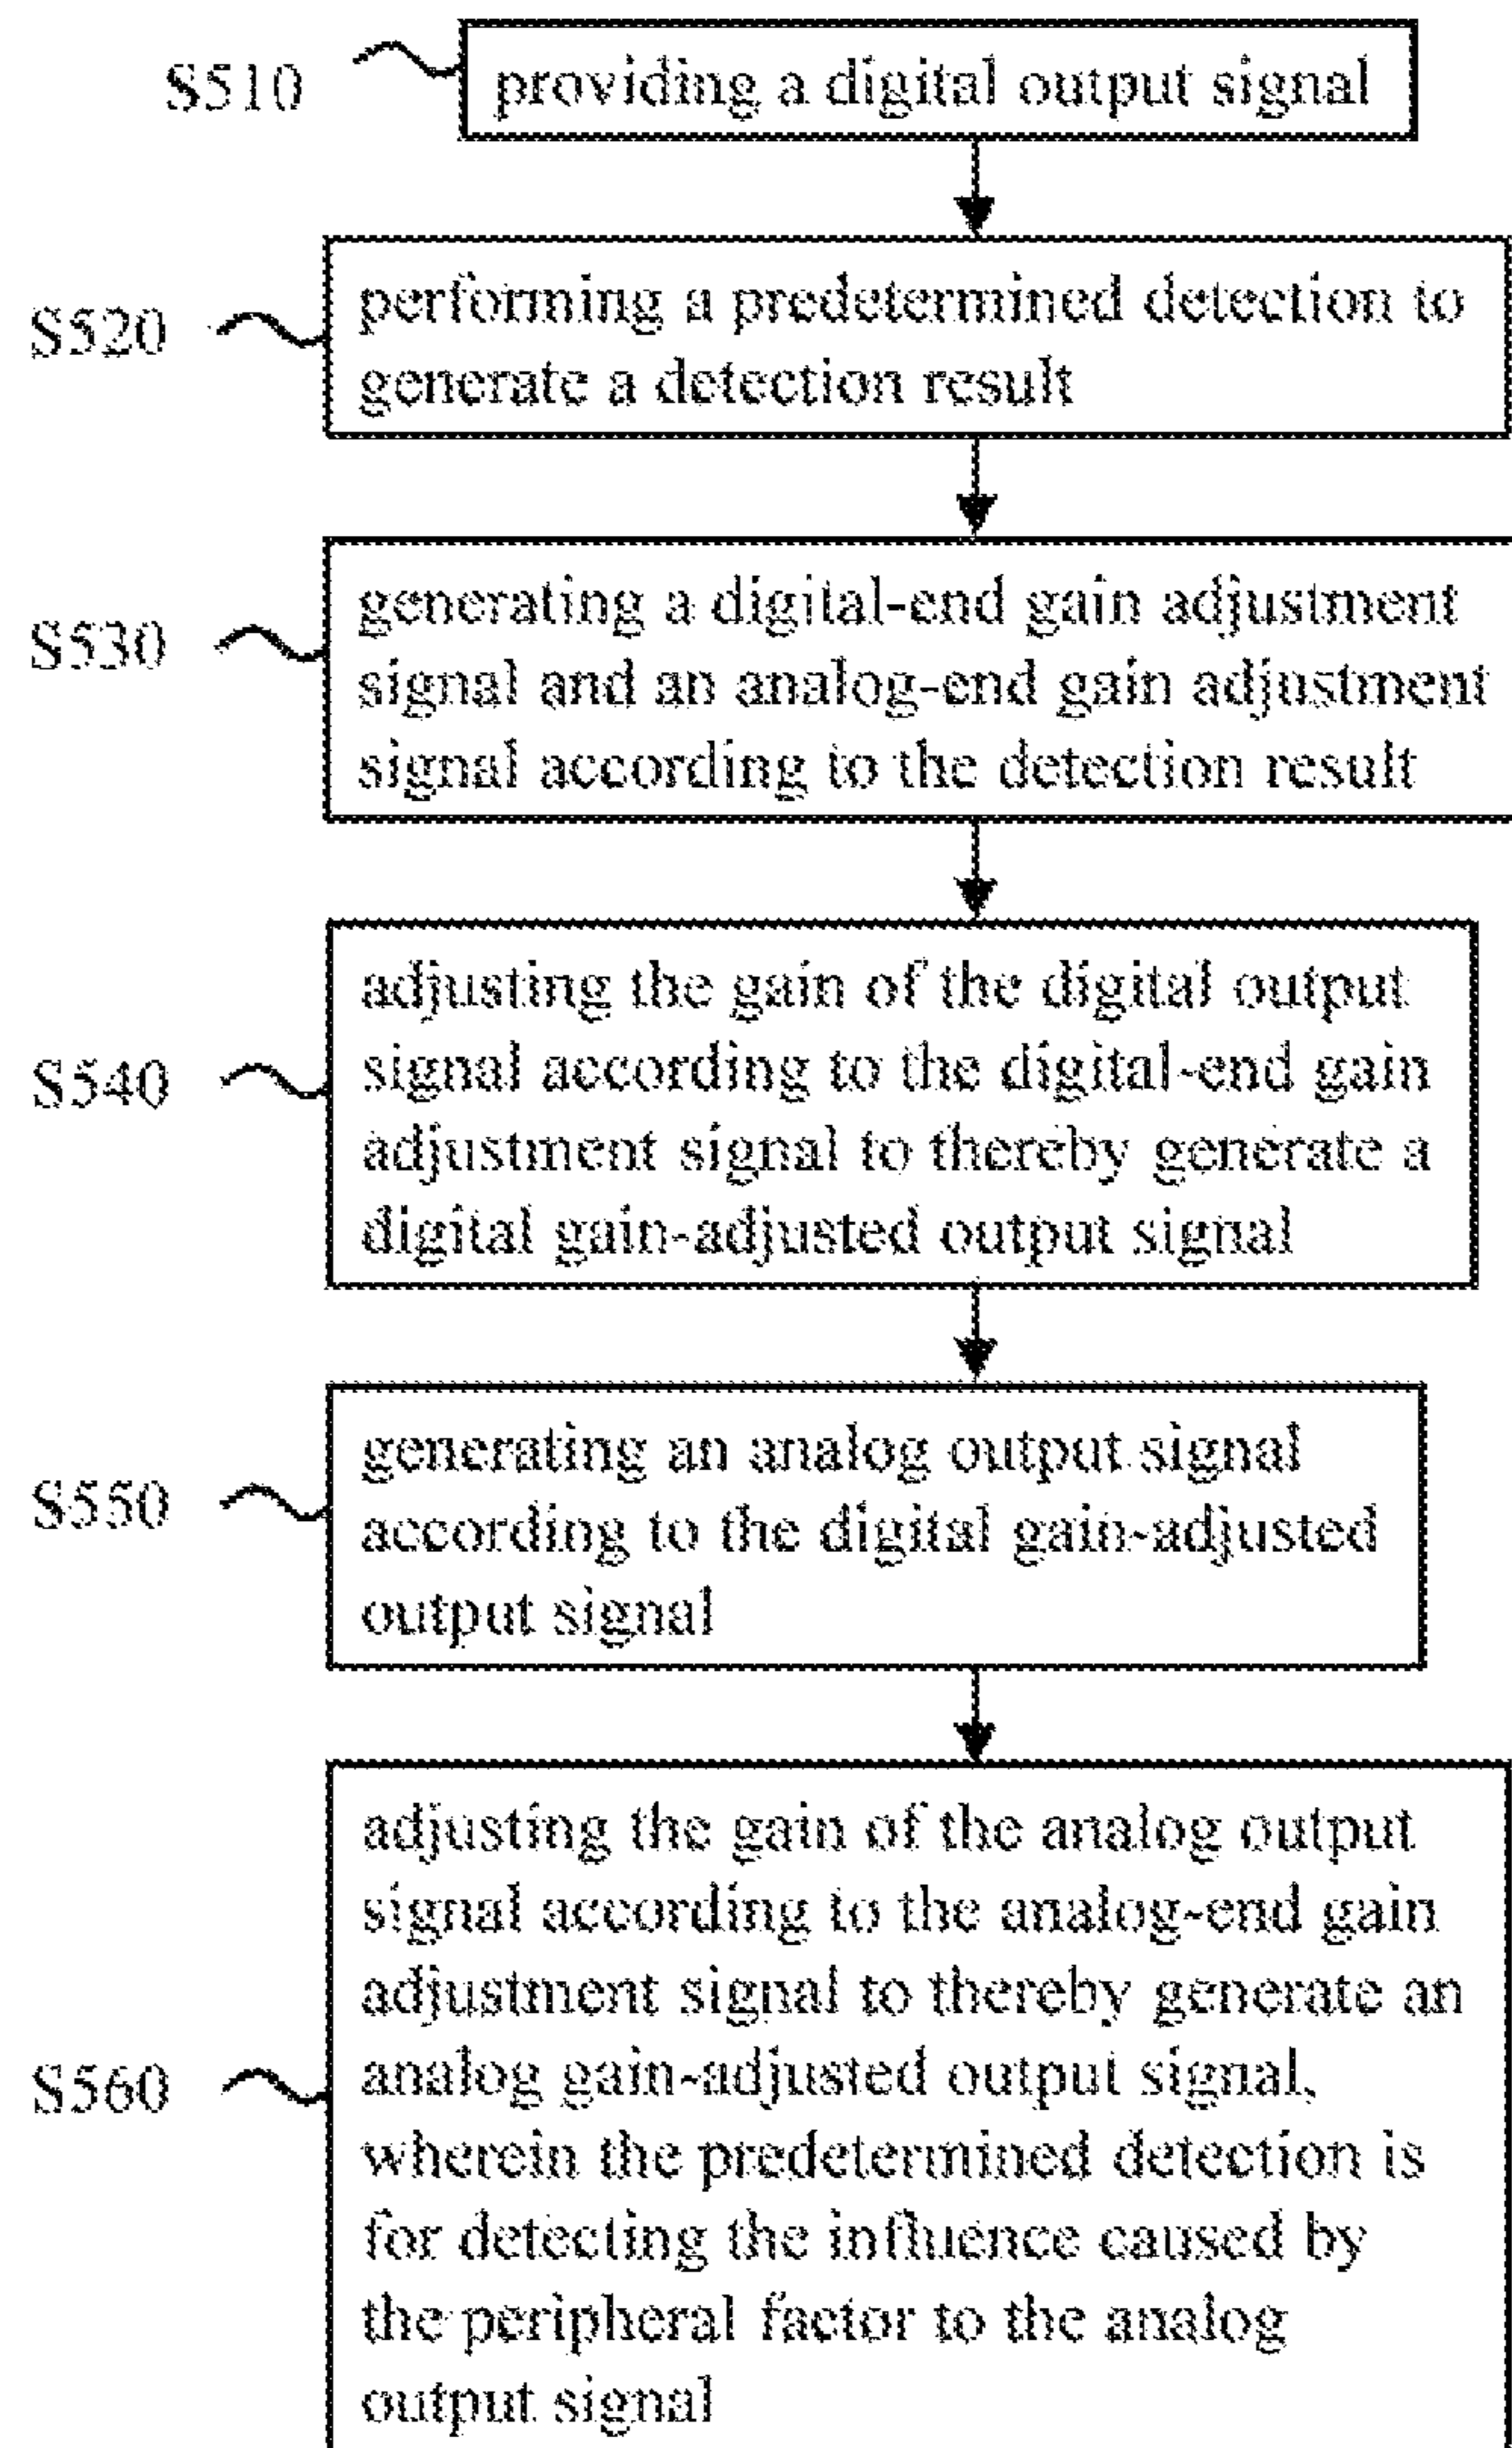 S510
providing a digital output signal
S520
performing a predetermined detection to
generate a detection result
S530
generating a digital-end gain adjustment
signal and an analog-end gain adjustment
signal according to the detection result
S540
adjusting the gain of the digital output
signal according to the digital-end gain
adjustment signal to thereby generate a
digital gain-adjusted output signal
S550
generating an analog output signal
according to the digital gain-adjusted
output signal
S560
adjusting the gain of the analog output
signal according to the analog-end gain
adjustment signal to thereby generate an
analog gain-adjusted output signal,
wherein the predetermined detection is
for detecting the influence caused by
the peripheral factor to the analog
output signal